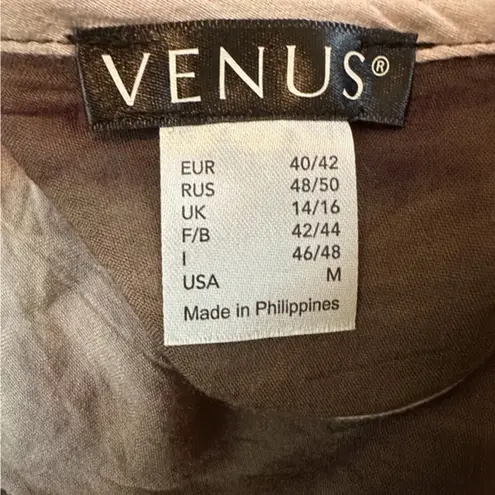 VENUS®
EUR 40/42
RUS 48/50
UK 14/16
F/B 42/44
I 46/48
USA M
Made in Philippines